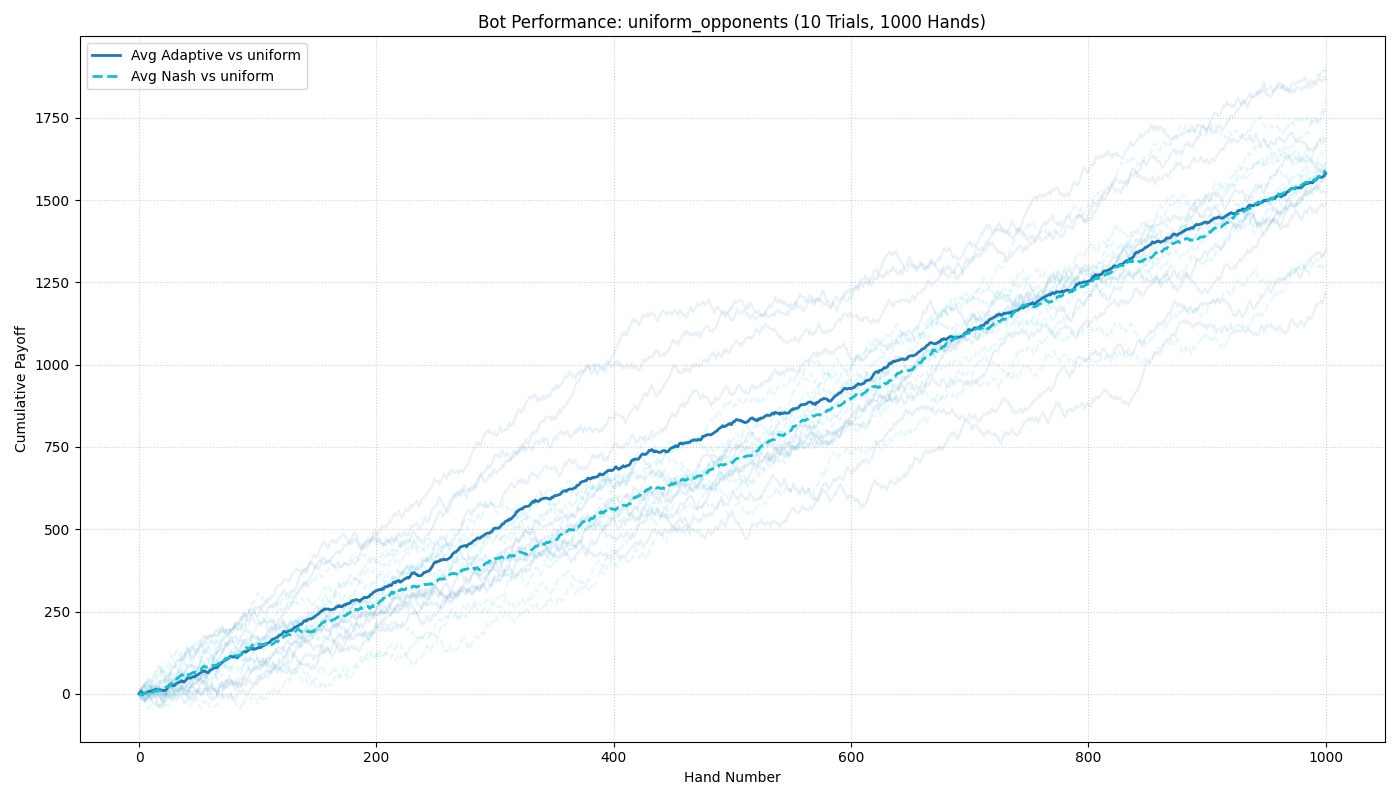 Bot Performance: uniform_opponents (10 Trials, 1000 Hands)
Avg Adaptive vs uniform
Avg Nash vs uniform
Cumulative Payoff
1750
1500
1250
1000
750
500
250
0
0 200 400 600 800 1000
Hand Number